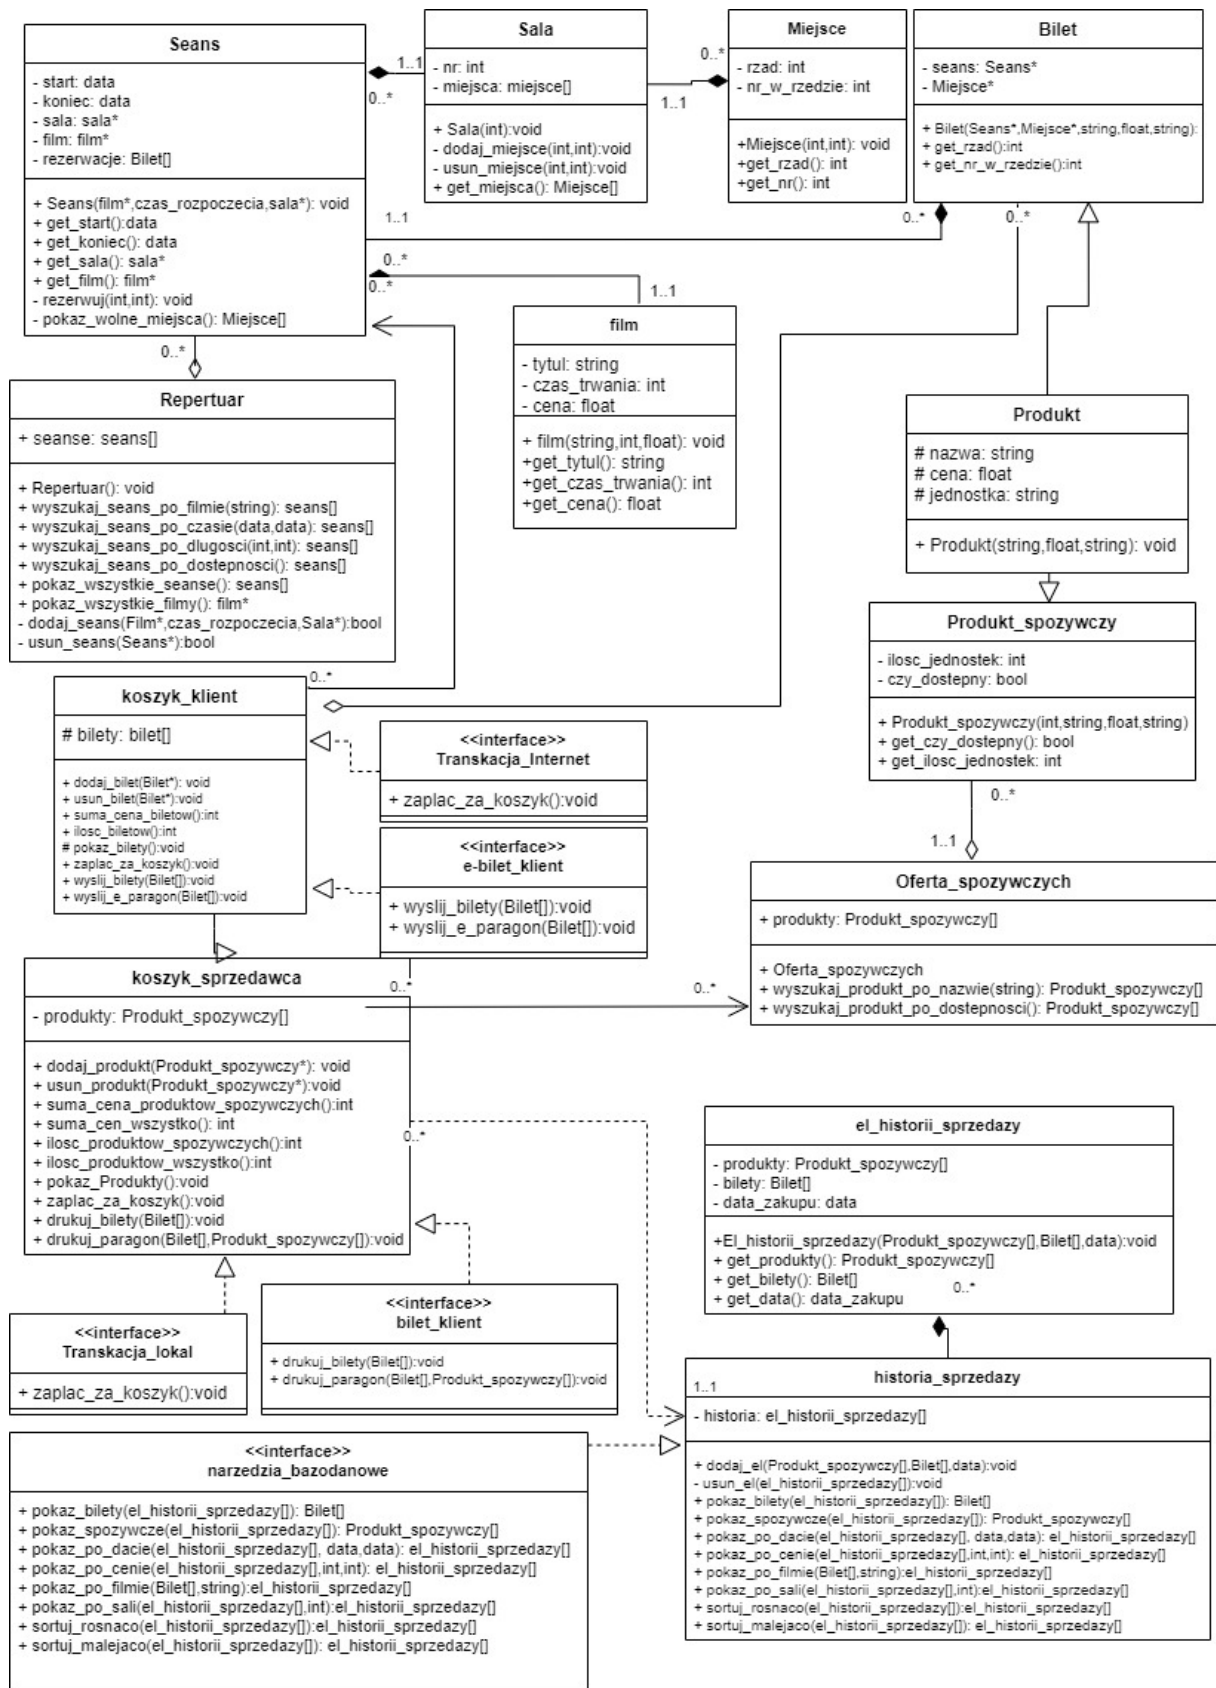 Seans
- start: data
- koniec: data
- sala: sala*
- film: film*
- rezerwacje: Bilet[]
+ Seans(film*,czas_rozpoczecia,sala*): void
+ get_start():data
+ get_koniec(): data
+ get_sala(): sala*
+ get_film(): film*
- rezerwuj(int,int): void
- pokaz_wolne_miejsca(): Miejsce[]
1..1
0..*
Sala
- nr: int
- miejsca: miejsce[]
+ Sala(int):void
- dodaj_miejsce(int,int):void
- usun_miejsce(int,int):void
+ get_miejsca(): Miejsce[]
0..*
1..1
Miejsce
- rzad: int
- nr_w_rzedzie: int
+Miejsce(int,int): void
+get_rzad(): int
+get_nr(): int
Bilet
- seans: Seans*
- Miejsce*
+ Bilet(Seans*,Miejsce*,string,float,string):
+ get_rzad():int
+ get_nr_w_rzedzie():int
1..1
0..*
0..*
0..*
0..*
1..1
film
- tytul: string
- czas_trwania: int
- cena: float
+ film(string,int,float): void
+get_tytul(): string
+get_czas_trwania(): int
+get_cena(): float
0..*
Repertuar
+ seanse: seans[]
+ Repertuar(): void
+ wyszukaj_seans_po_filmie(string): seans[]
+ wyszukaj_seans_po_czasie(data,data): seans[]
+ wyszukaj_seans_po_dlugosci(int,int): seans[]
+ wyszukaj_seans_po_dostepnosci(): seans[]
+ pokaz_wszystkie_seanse(): seans[]
+ pokaz_wszystkie_filmy(): film*
- dodaj_seans(Film*,czas_rozpoczecia,Sala*):bool
- usun_seans(Seans*):bool
Produkt
# nazwa: string
# cena: float
# jednostka: string
+ Produkt(string,float,string): void
Produkt_spozywczy
- ilosc_jednostek: int
- czy_dostepny: bool
+ Produkt_spozywczy(int,string,float,string)
+ get_czy_dostepny(): bool
+ get_ilosc_jednostek: int
0..*
1..1
0..*
koszyk_klient
# bilety: bilet[]
+ dodaj_bilet(Bilet*): void
+ usun_bilet(Bilet*):void
+ suma_cena_biletow():int
+ ilosc_biletow():int
# pokaz_bilety():void
+ zaplac_za_koszyk():void
+ wyslij_bilety(Bilet[]):void
+ wyslij_e_paragon(Bilet[]):void
<<interface>>
Transkacja_Internet
+ zaplac_za_koszyk():void
<<interface>>
e-bilet_klient
+ wyslij_bilety(Bilet[]):void
+ wyslij_e_paragon(Bilet[]):void
Oferta_spozywczych
+ produkty: Produkt_spozywczy[]
+ Oferta_spozywczych
+ wyszukaj_produkt_po_nazwie(string): Produkt_spozywczy[]
+ wyszukaj_produkt_po_dostepnosci(): Produkt_spozywczy[]
0..*
0..*
koszyk_sprzedawca
- produkty: Produkt_spozywczy[]
+ dodaj_produkt(Produkt_spozywczy*): void
+ usun_produkt(Produkt_spozywczy*):void
+ suma_cena_produktow_spozywczych():int
+ suma_cen_wszystko(): int
+ ilosc_produktow_spozywczych():int
+ ilosc_produktow_wszystko():int
+ pokaz_Produkty():void
+ zaplac_za_koszyk():void
+ drukuj_bilety(Bilet[]):void
+ drukuj_paragon(Bilet[],Produkt_spozywczy[]):void
0..*
el_historii_sprzedazy
- produkty: Produkt_spozywczy[]
- bilety: Bilet[]
- data_zakupu: data
+El_historii_sprzedazy(Produkt_spozywczy[],Bilet[],data):void
+ get_produkty(): Produkt_spozywczy[]
+ get_bilety(): Bilet[]
+ get_data(): data_zakupu
0..*
<<interface>>
Transkacja_lokal
+ zaplac_za_koszyk():void
<<interface>>
bilet_klient
+ drukuj_bilety(Bilet[]):void
+ drukuj_paragon(Bilet[],Produkt_spozywczy[]):void
1..1
historia_sprzedazy
- historia: el_historii_sprzedazy[]
+ dodaj_el(Produkt_spozywczy[],Bilet[],data):void
- usun_el(el_historii_sprzedazy[]):void
+ pokaz_bilety(el_historii_sprzedazy[]): Bilet[]
+ pokaz_spozywcze(el_historii_sprzedazy[]): Produkt_spozywczy[]
+ pokaz_po_dacie(el_historii_sprzedazy[], data,data): el_historii_sprzedazy[]
+ pokaz_po_cenie(el_historii_sprzedazy[],int,int): el_historii_sprzedazy[]
+ pokaz_po_filmie(Bilet[],string):el_historii_sprzedazy[]
+ pokaz_po_sali(el_historii_sprzedazy[],int):el_historii_sprzedazy[]
+ sortuj_rosnaco(el_historii_sprzedazy[]):el_historii_sprzedazy[]
+ sortuj_malejaco(el_historii_sprzedazy[]): el_historii_sprzedazy[]
<<interface>>
narzedzia_bazodanowe
+ pokaz_bilety(el_historii_sprzedazy[]): Bilet[]
+ pokaz_spozywcze(el_historii_sprzedazy[]): Produkt_spozywczy[]
+ pokaz_po_dacie(el_historii_sprzedazy[], data,data): el_historii_sprzedazy[]
+ pokaz_po_cenie(el_historii_sprzedazy[],int,int): el_historii_sprzedazy[]
+ pokaz_po_filmie(Bilet[],string):el_historii_sprzedazy[]
+ pokaz_po_sali(el_historii_sprzedazy[],int):el_historii_sprzedazy[]
+ sortuj_rosnaco(el_historii_sprzedazy[]):el_historii_sprzedazy[]
+ sortuj_malejaco(el_historii_sprzedazy[]): el_historii_sprzedazy[]